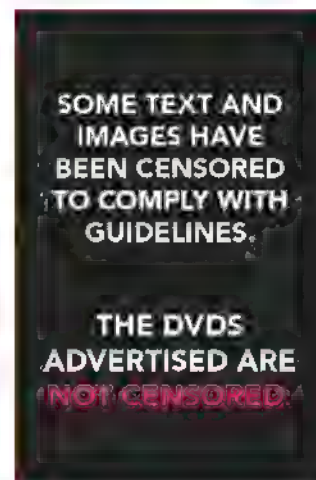 SOME TEXT AND
IMAGES HAVE
BEEN CENSORED
TO COMPLY WITH
GUIDELINES.
THE DVDS
ADVERTISED ARE
NOT CENSORED.